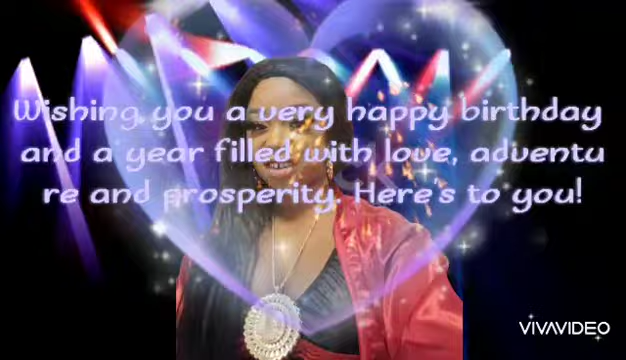 Wishing you a very happy birthday
and a year filled with love, adventu
re and prosperity. Here's to you!
VIVAVIDEO